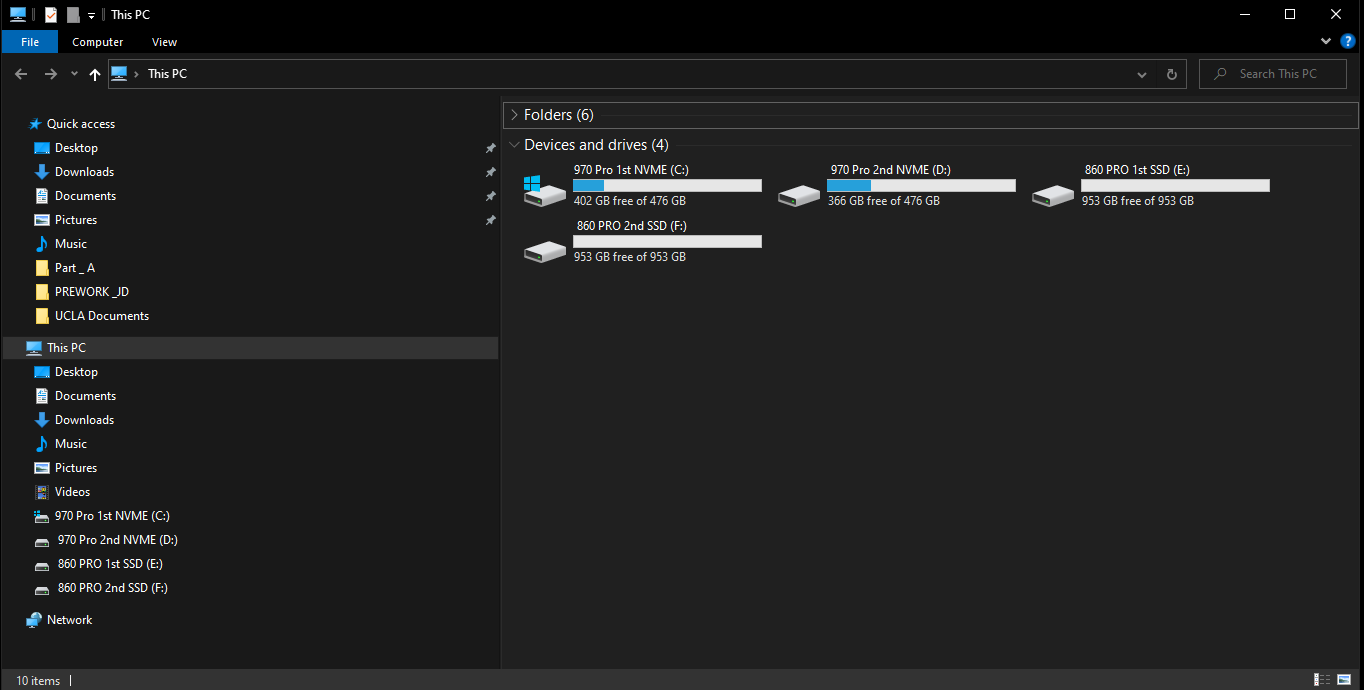 This PC
File
Computer
View
?
This PC
Search This PC
Quick access
Desktop
Downloads
Documents
Pictures
Music
Part _ A
PREWORK _JD
UCLA Documents
This PC
Desktop
Documents
Downloads
Music
Pictures
Videos
970 Pro 1st NVME (C:)
970 Pro 2nd NVME (D:)
860 PRO 1st SSD (E:)
860 PRO 2nd SSD (F:)
Network
Folders (6)
Devices and drives (4)
970 Pro 1st NVME (C:)
402 GB free of 476 GB
970 Pro 2nd NVME (D:)
366 GB free of 476 GB
860 PRO 1st SSD (E:)
953 GB free of 953 GB
860 PRO 2nd SSD (F:)
953 GB free of 953 GB
10 items